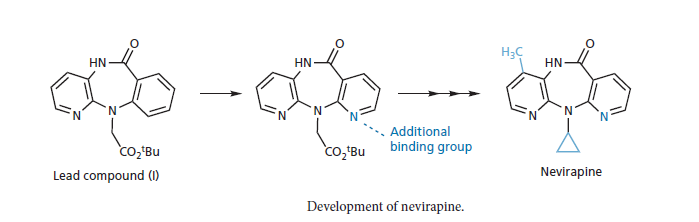 HN
O
N
N
CO₂ᵗBu
Lead compound (I)
HN
O
N
N
N
CO₂ᵗBu
Additional
binding group
H₃C
HN
O
N
N
N
Nevirapine
Development of nevirapine.